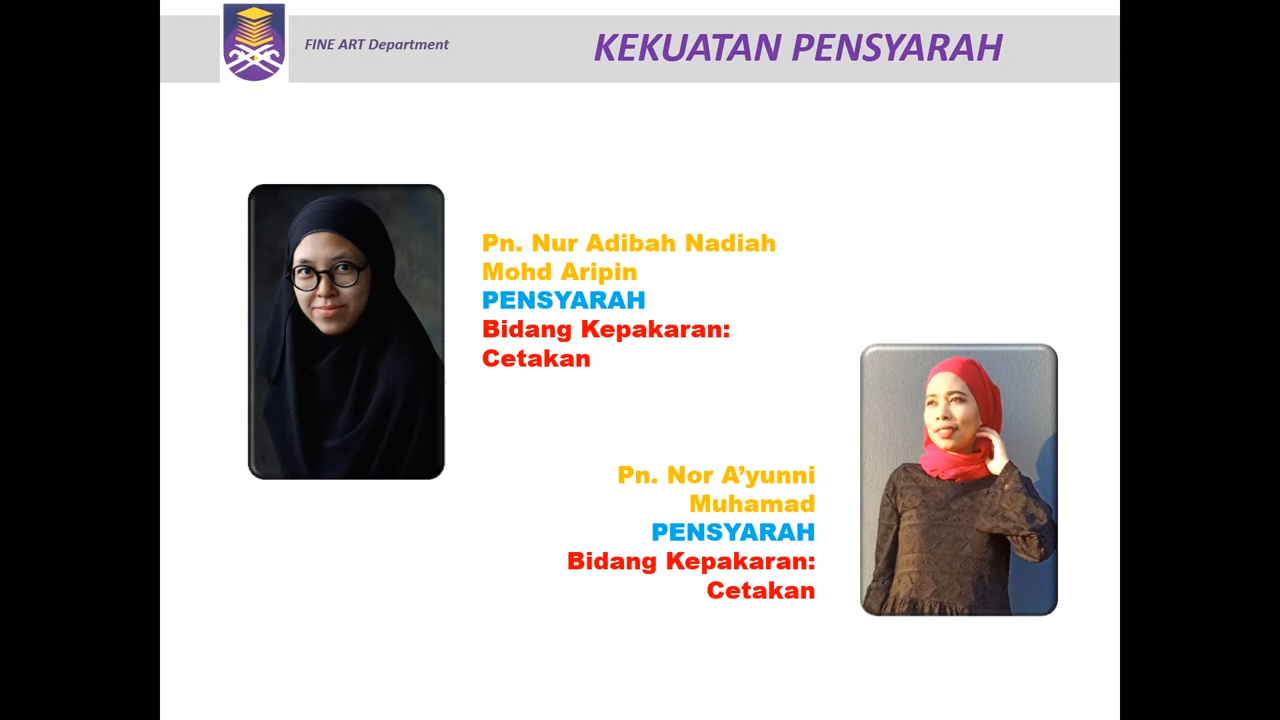 FINE ART Department
KEKUATAN PENSYARAH
Pn. Nur Adibah Nadiah
Mohd Aripin
PENSYARAH
Bidang Kepakaran:
Cetakan
Pn. Nor A’yunni
Muhamad
PENSYARAH
Bidang Kepakaran:
Cetakan